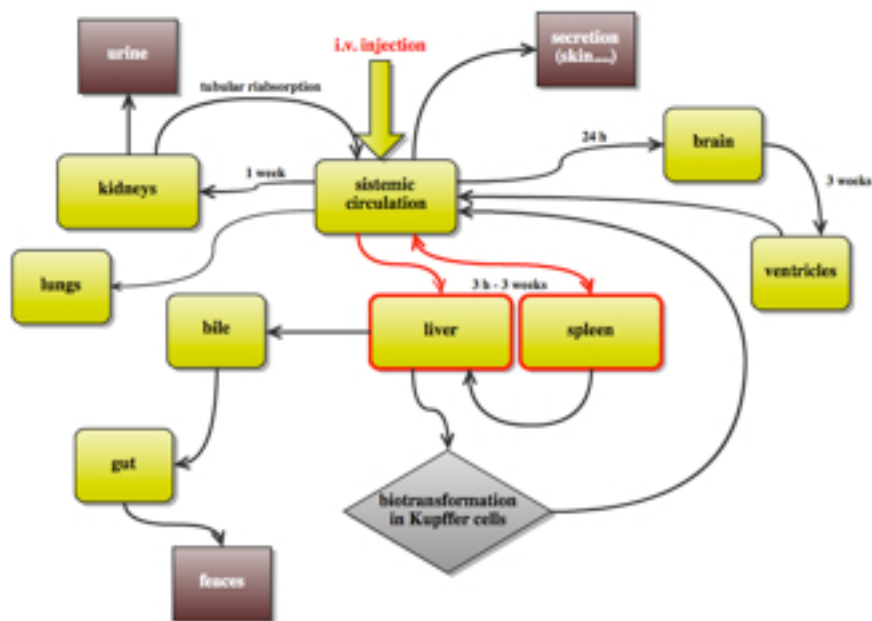 i.v. injection
urine
secretion
(skin.....)
tubular riabsorption
24 h
brain
kidneys
1 week
sistemic
circulation
3 weeks
lungs
ventricles
3 h - 3 weeks
bile
liver
spleen
gut
biotransformation
in Kupffer cells
feaces